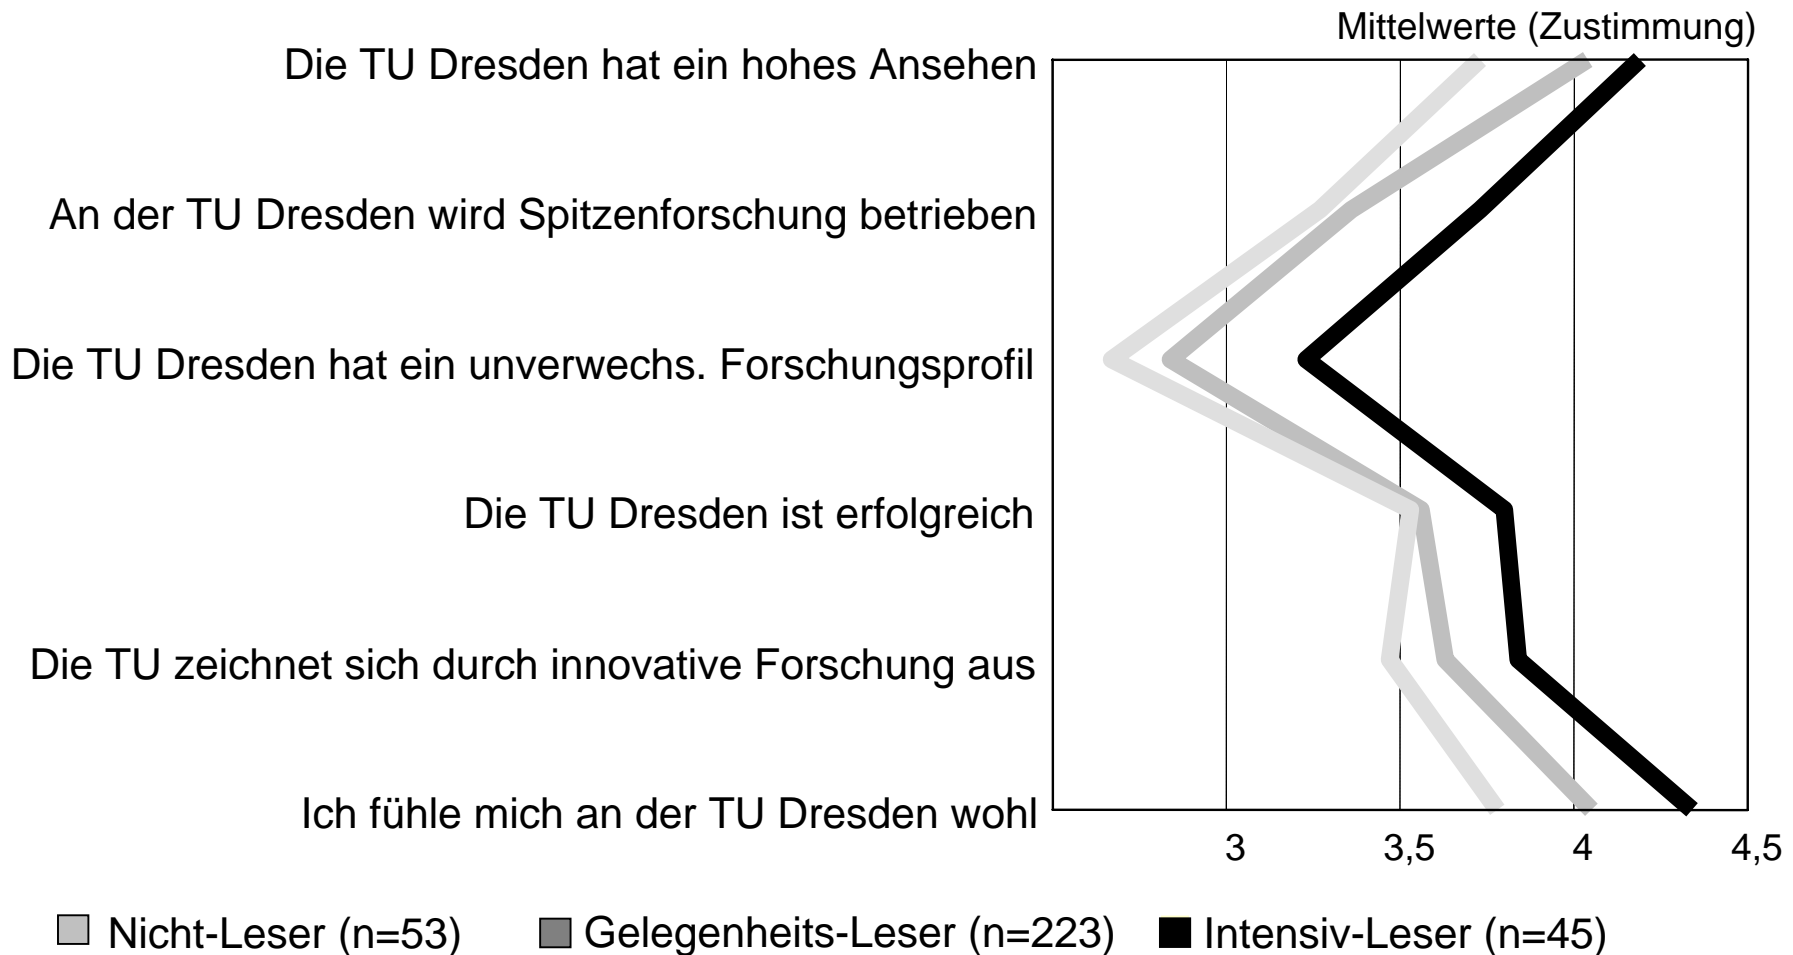 Mittelwerte (Zustimmung)
Die TU Dresden hat ein hohes Ansehen
An der TU Dresden wird Spitzenforschung betrieben
Die TU Dresden hat ein unverwechs. Forschungsprofil
Die TU Dresden ist erfolgreich
Die TU zeichnet sich durch innovative Forschung aus
Ich fühle mich an der TU Dresden wohl
3 3,5 4 4,5
Nicht-Leser (n=53) Gelegenheits-Leser (n=223) Intensiv-Leser (n=45)